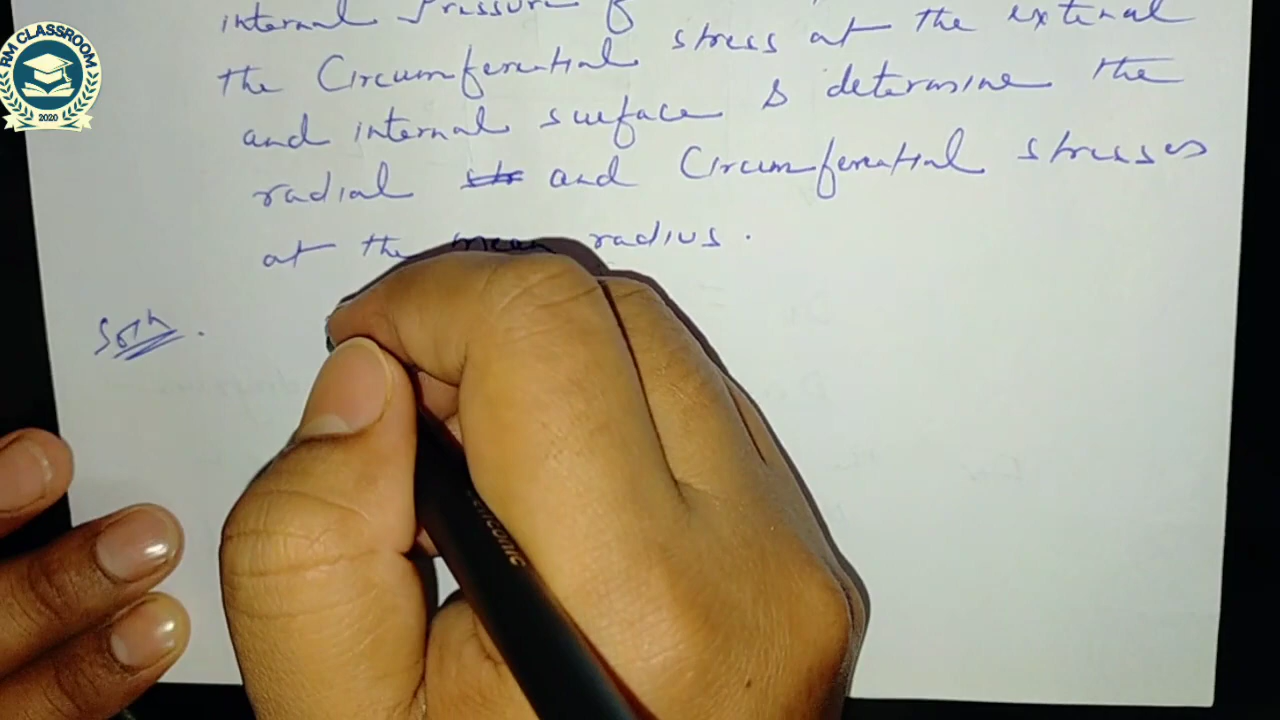 RM CLASSROOM
2020
internal Pressure of
the Circumferential stress at the external
and internal surface & determine the
radial and Circumferential stresses
at the mean radius.
Soln.